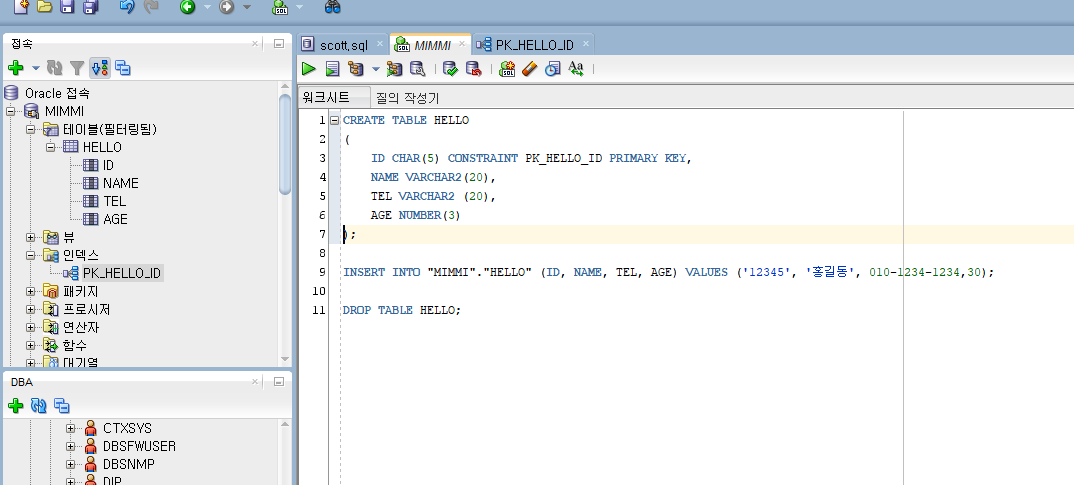 접속
Oracle 접속
MIMMI
테이블(필터링됨)
HELLO
ID
NAME
TEL
AGE
뷰
인덱스
PK_HELLO_ID
패키지
프로시저
연산자
함수
대기열
DBA
CTXSYS
DBSFWUSER
DBSNMP
DIP
scott.sql
MIMMI
PK_HELLO_ID
워크시트 질의 작성기
1 CREATE TABLE HELLO
2 (
3 ID CHAR(5) CONSTRAINT PK_HELLO_ID PRIMARY KEY,
4 NAME VARCHAR2(20),
5 TEL VARCHAR2 (20),
6 AGE NUMBER(3)
7 );
8
9 INSERT INTO "MIMMI"."HELLO" (ID, NAME, TEL, AGE) VALUES ('12345', '홍길동', 010-1234-1234,30);
10
11 DROP TABLE HELLO;